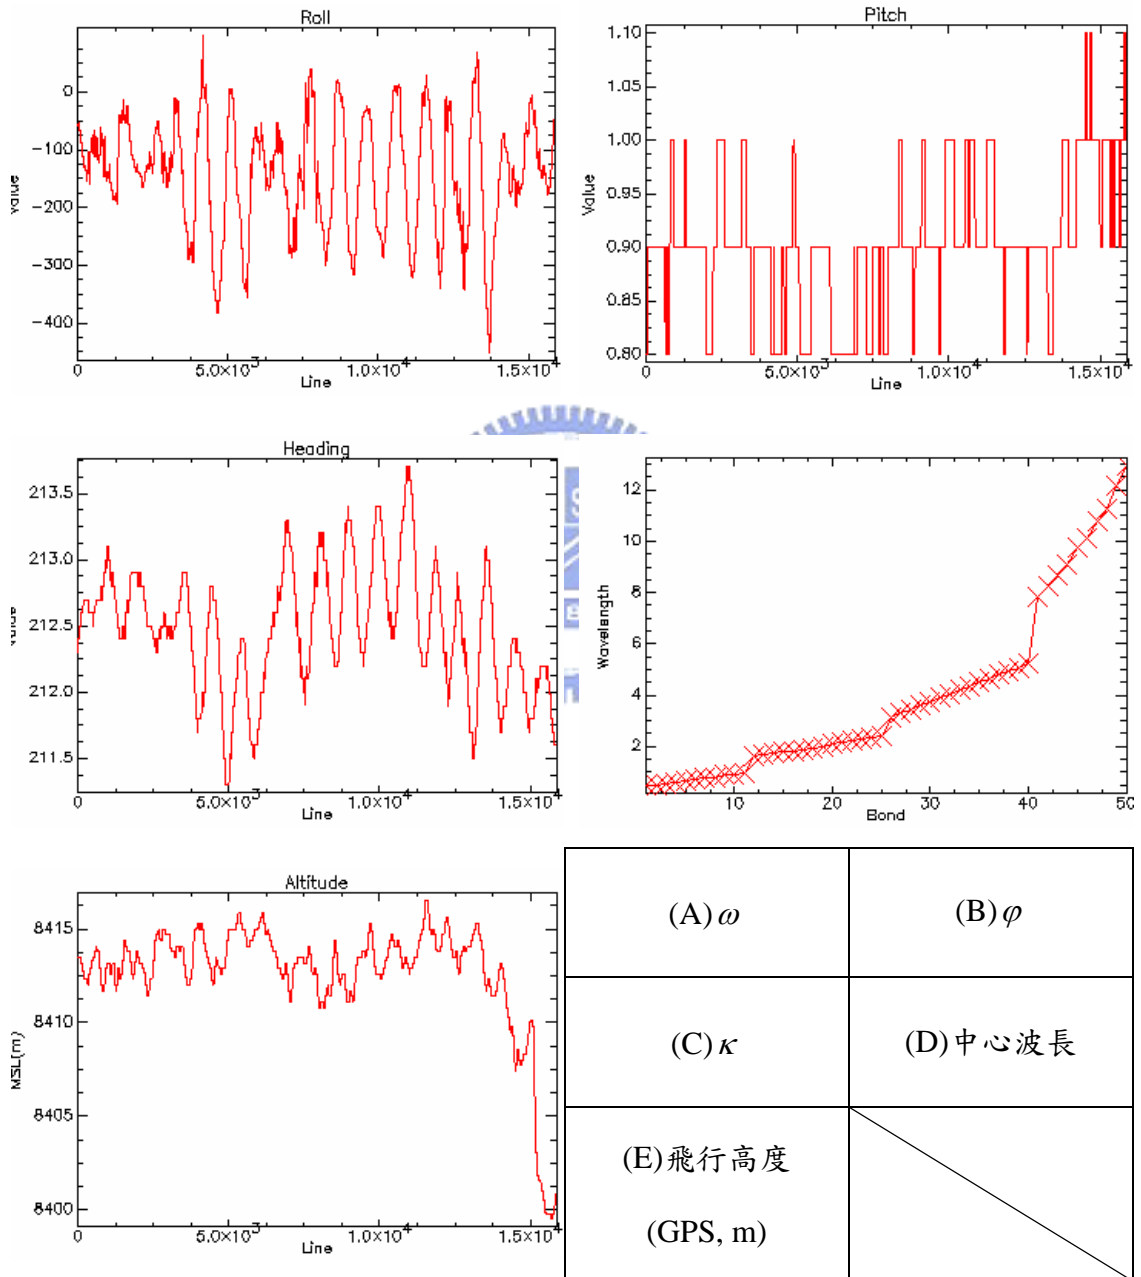 Roll
0
-100
-200
-300
-400
Value
0
5.0×10³
1.0×10⁴
1.5×10⁴
Line
Pitch
1.10
1.05
1.00
0.95
0.90
0.85
0.80
Value
0
5.0×10³
1.0×10⁴
1.5×10⁴
Line
Heading
213.5
213.0
212.5
212.0
211.5
Value
0
5.0×10³
1.0×10⁴
1.5×10⁴
Line
12
10
8
6
4
2
Wavelength
10
20
30
40
50
Band
Altitude
8415
8410
8405
8400
MSL(m)
0
5.0×10³
1.0×10⁴
1.5×10⁴
Line
(A) ω
(B) φ
(C) κ
(D)中心波長
(E)飛行高度
(GPS, m)